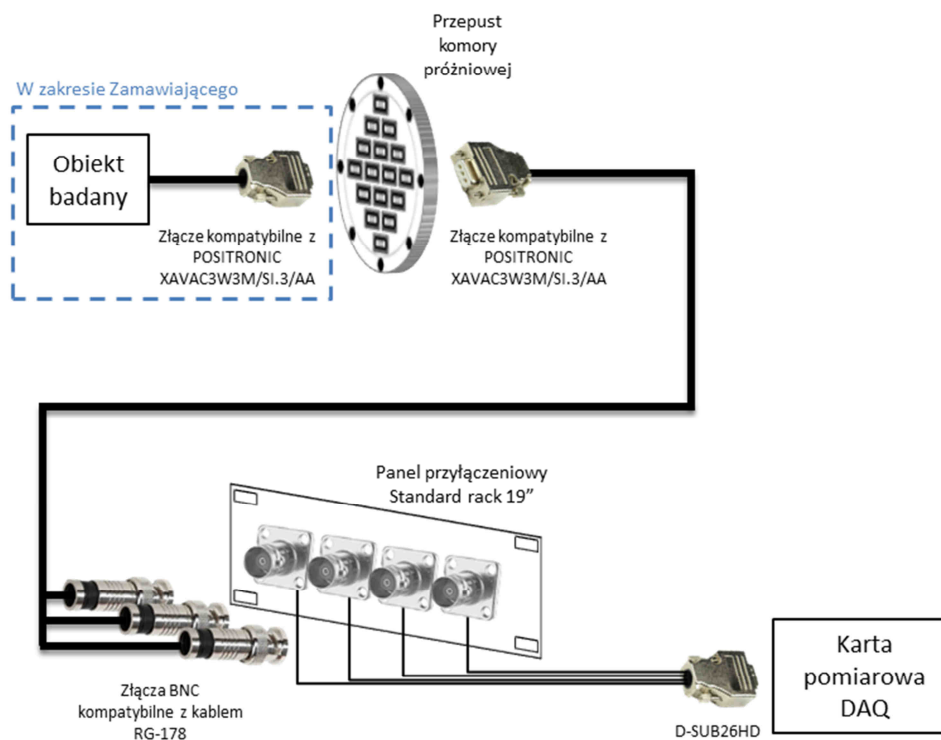 Przepust
komory
próżniowej
W zakresie Zamawiającego
Obiekt
badany
Złącze kompatybilne z
POSITRONIC
XAVAC3W3M/SI.3/AA
Złącze kompatybilne z
POSITRONIC
XAVAC3W3M/SI.3/AA
Panel przyłączeniowy
Standard rack 19”
Złącza BNC
kompatybilne z kablem
RG-178
D-SUB26HD
Karta
pomiarowa
DAQ